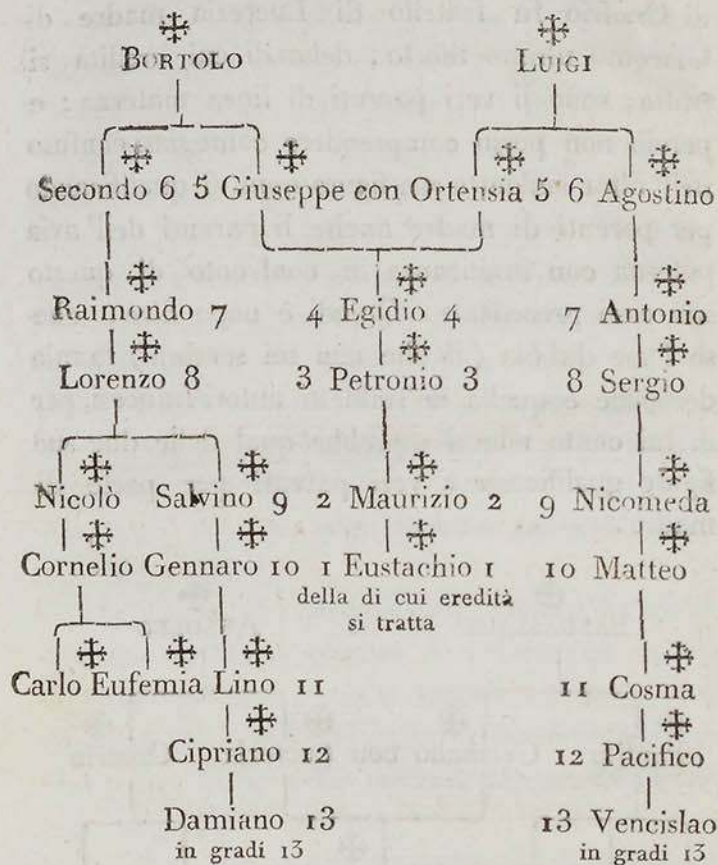 BORTOLO LUIGI
Secondo 6 5 Giuseppe con Ortensia 5 6 Agostino
Raimondo 7 4 Egidio 4 7 Antonio
Lorenzo 8 3 Petronio 3 8 Sergio
Nicolò Salvino 9 2 Maurizio 2 9 Nicomeda
Cornelio Gennaro 10 1 Eustachio 1 10 Matteo
della di cui eredità
si tratta
Carlo Eufemia Lino 11 11 Cosma
Cipriano 12 12 Pacifico
Damiano 13 13 Vencislao
in gradi 13 in gradi 13